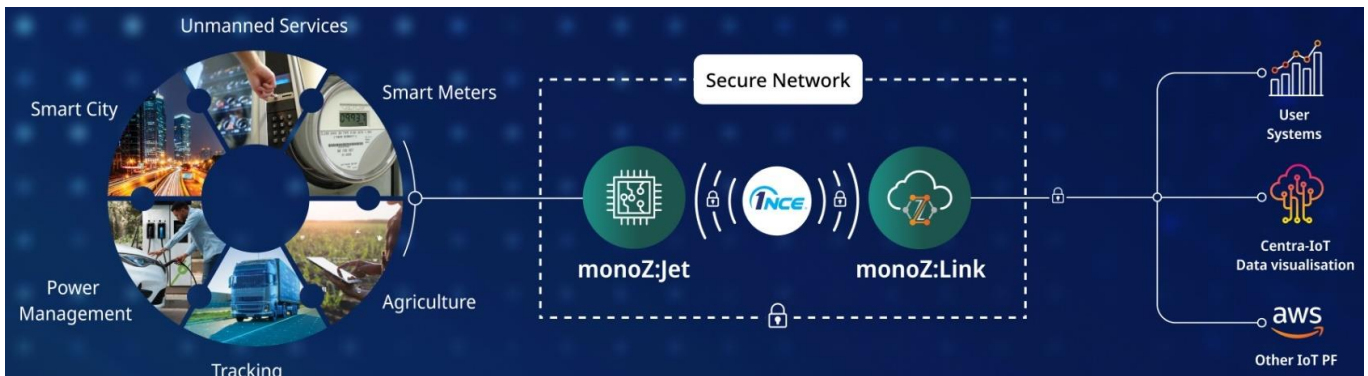 Unmanned Services
Smart City
Smart Meters
Power
Management
Agriculture
Tracking
Secure Network
monoZ:Jet
1NCE
monoZ:Link
Z
User
Systems
Centra-IoT
Data visualisation
aws
Other IoT PF